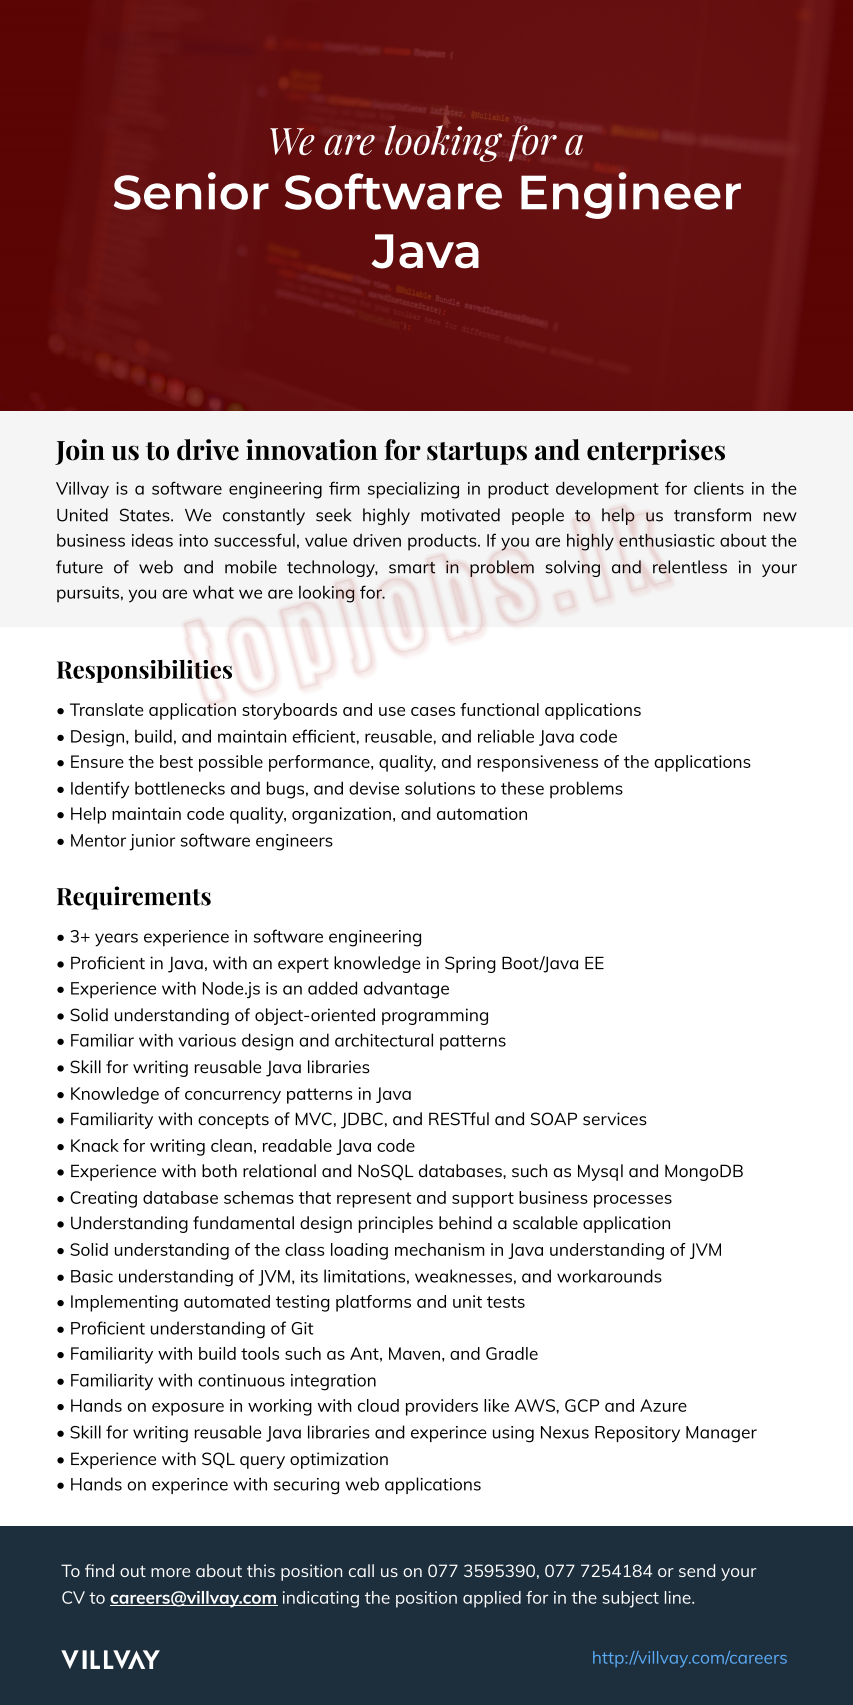 We are looking for a
Senior Software Engineer
Java
Join us to drive innovation for startups and enterprises
Villvay is a software engineering firm specializing in product development for clients in the
United States. We constantly seek highly motivated people to help us transform new
business ideas into successful, value driven products. If you are highly enthusiastic about the
future of web and mobile technology, smart in problem solving and relentless in your
pursuits, you are what we are looking for.
topjobs.lk
Responsibilities
• Translate application storyboards and use cases functional applications
• Design, build, and maintain efficient, reusable, and reliable Java code
• Ensure the best possible performance, quality, and responsiveness of the applications
• Identify bottlenecks and bugs, and devise solutions to these problems
• Help maintain code quality, organization, and automation
• Mentor junior software engineers
Requirements
• 3+ years experience in software engineering
• Proficient in Java, with an expert knowledge in Spring Boot/Java EE
• Experience with Node.js is an added advantage
• Solid understanding of object-oriented programming
• Familiar with various design and architectural patterns
• Skill for writing reusable Java libraries
• Knowledge of concurrency patterns in Java
• Familiarity with concepts of MVC, JDBC, and RESTful and SOAP services
• Knack for writing clean, readable Java code
• Experience with both relational and NoSQL databases, such as Mysql and MongoDB
• Creating database schemas that represent and support business processes
• Understanding fundamental design principles behind a scalable application
• Solid understanding of the class loading mechanism in Java understanding of JVM
• Basic understanding of JVM, its limitations, weaknesses, and workarounds
• Implementing automated testing platforms and unit tests
• Proficient understanding of Git
• Familiarity with build tools such as Ant, Maven, and Gradle
• Familiarity with continuous integration
• Hands on exposure in working with cloud providers like AWS, GCP and Azure
• Skill for writing reusable Java libraries and experince using Nexus Repository Manager
• Experience with SQL query optimization
• Hands on experince with securing web applications
To find out more about this position call us on 077 3595390, 077 7254184 or send your
CV to careers@villvay.com indicating the position applied for in the subject line.
VILLVAY
http://villvay.com/careers